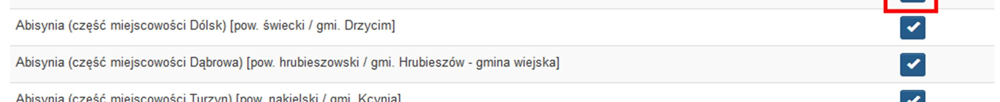 Abisynia (część miejscowości Dólsk) [pow. świecki / gmi. Drzycim]
Abisynia (część miejscowości Dąbrowa) [pow. hrubieszowski / gmi. Hrubieszów - gmina wiejska]
Abisynia (część miejscowości Turzyn) [pow. nakielski / gmi. Kcynia]